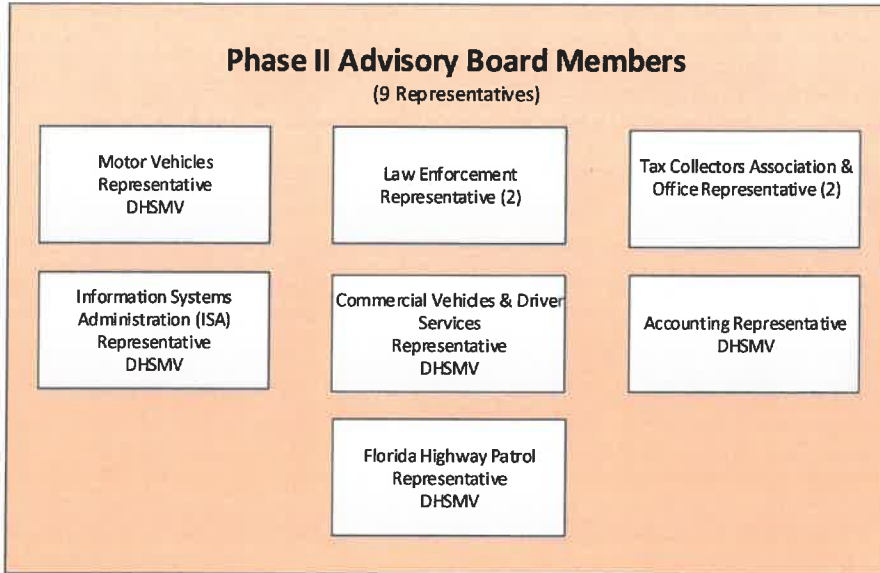 Phase II Advisory Board Members
(9 Representatives)
Motor Vehicles
Representative
DHSMV
Law Enforcement
Representative (2)
Tax Collectors Association &
Office Representative (2)
Information Systems
Administration (ISA)
Representative
DHSMV
Commercial Vehicles & Driver
Services
Representative
DHSMV
Accounting Representative
DHSMV
Florida Highway Patrol
Representative
DHSMV